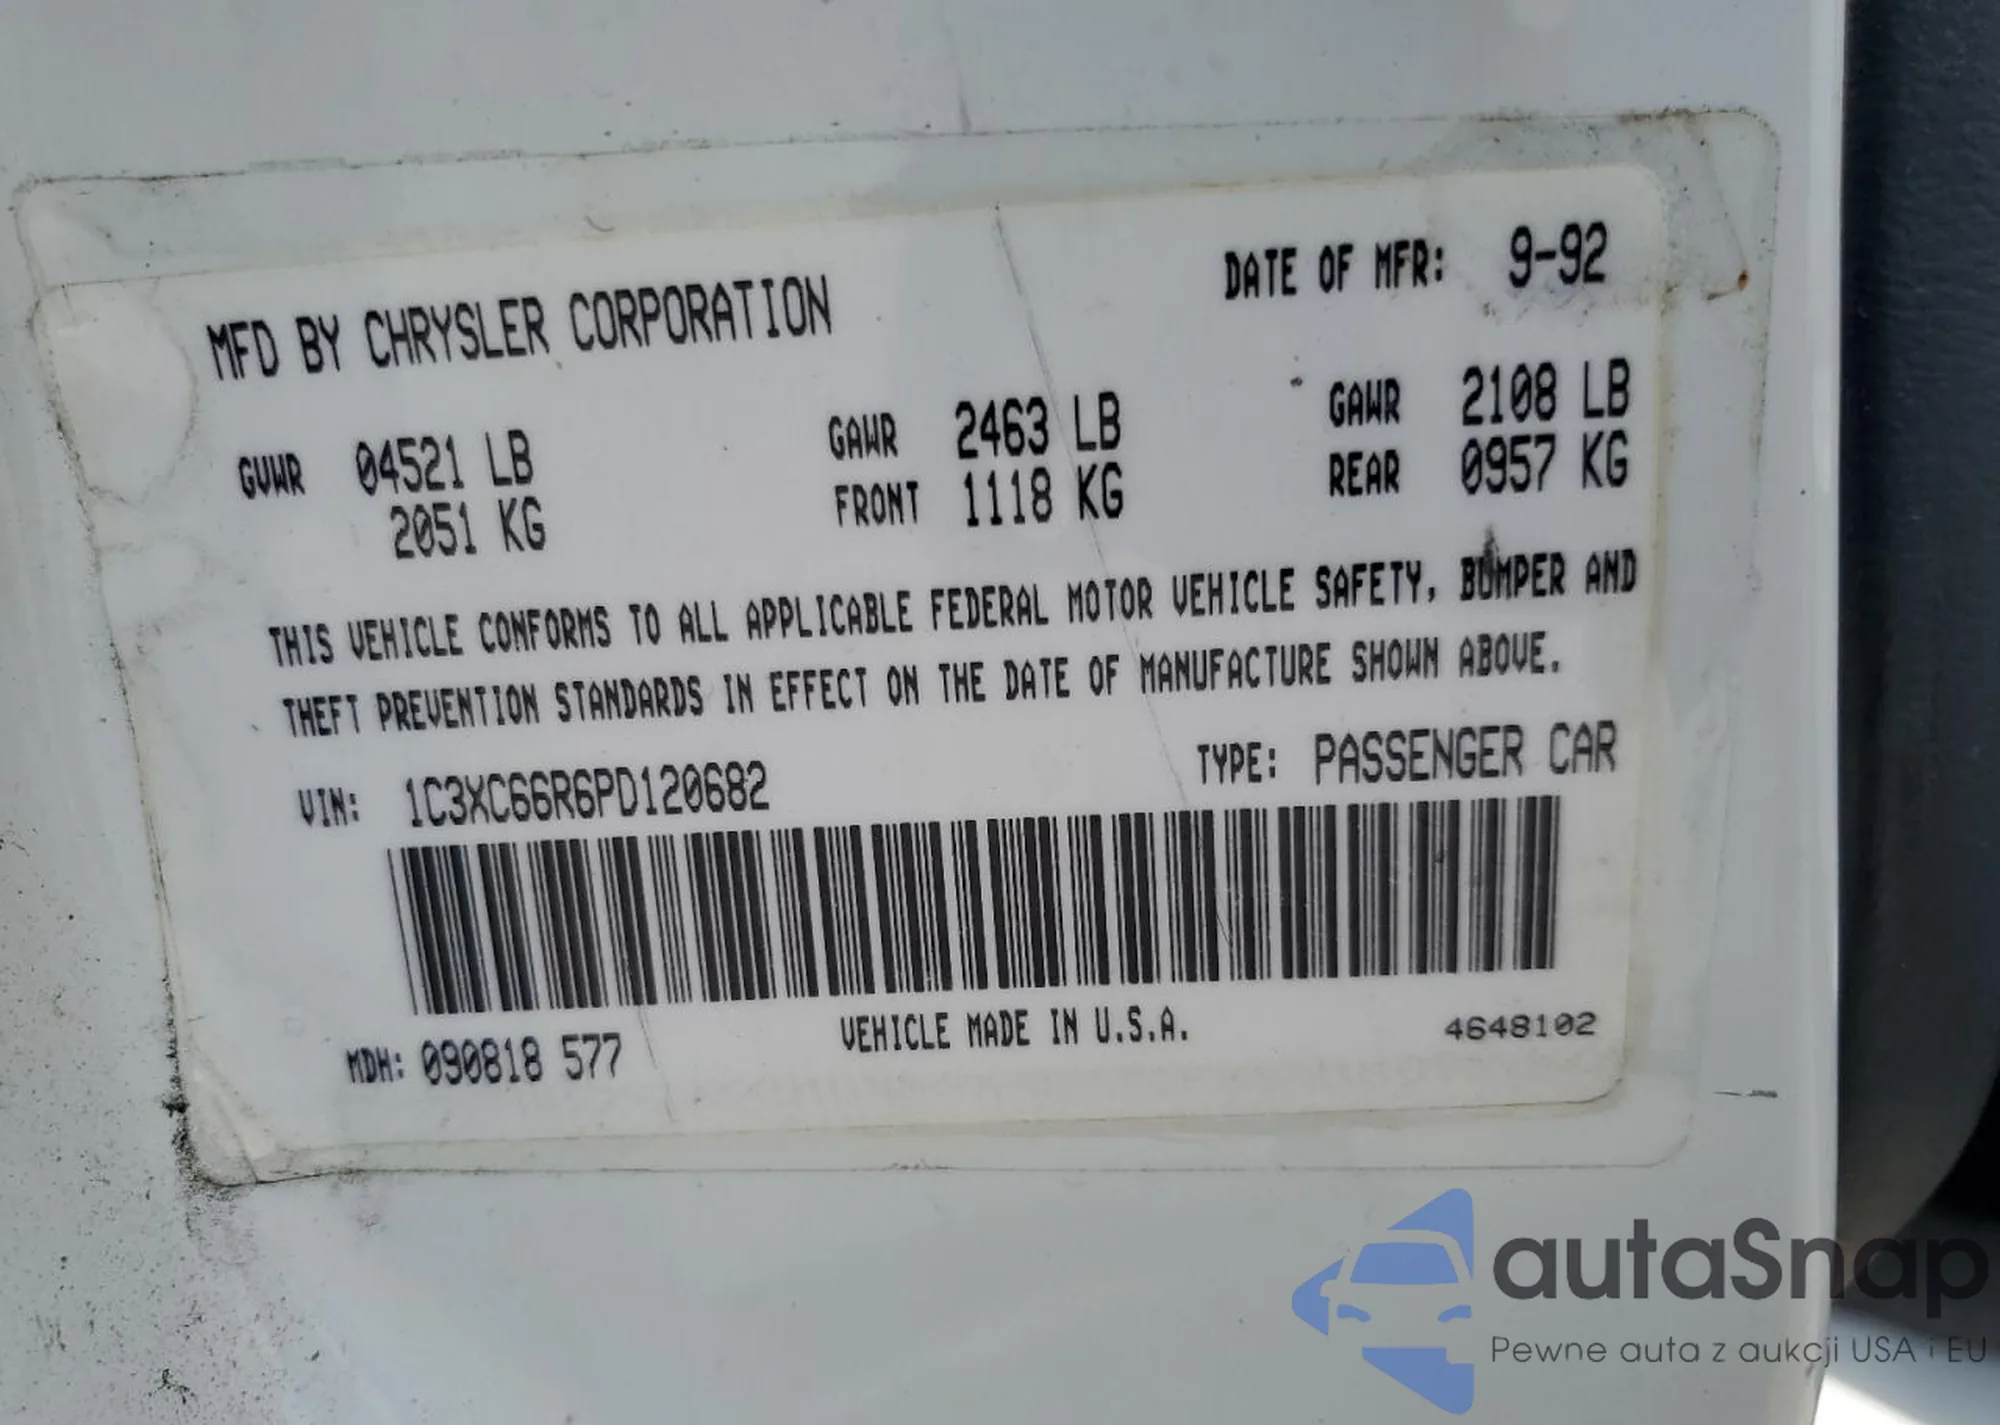 MFD BY CHRYSLER CORPORATION DATE OF MFR: 9-92
GVWR 04521 LB GAWR 2463 LB GAWR 2108 LB
2051 KG FRONT 1118 KG REAR 0957 KG
THIS VEHICLE CONFORMS TO ALL APPLICABLE FEDERAL MOTOR VEHICLE SAFETY, BUMPER AND
THEFT PREVENTION STANDARDS IN EFFECT ON THE DATE OF MANUFACTURE SHOWN ABOVE.
VIN: 1C3XC66R6PD120682 TYPE: PASSENGER CAR
MDH: 090818 577 VEHICLE MADE IN U.S.A. 4648102
autaSnap
Pewne auta z aukcji USA i EU